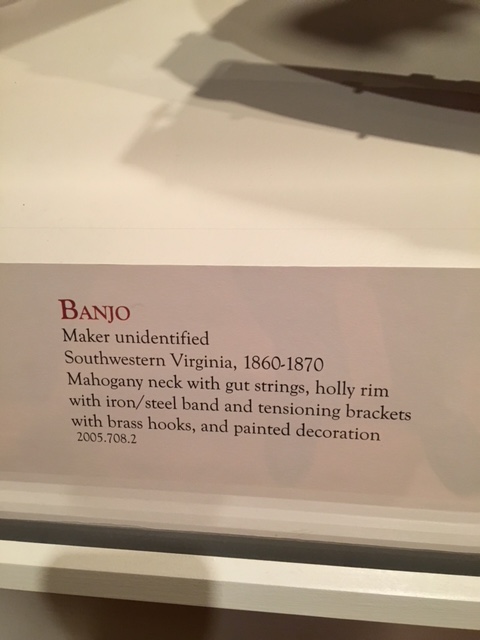 BANJO
Maker unidentified
Southwestern Virginia, 1860-1870
Mahogany neck with gut strings, holly rim
with iron/steel band and tensioning brackets
with brass hooks, and painted decoration
2005.708.2